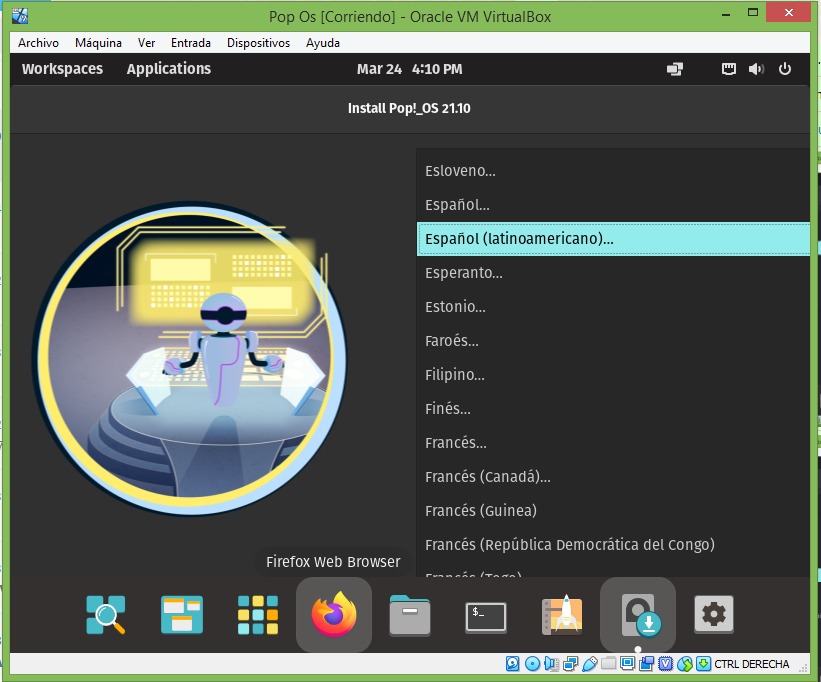 Pop Os [Corriendo] - Oracle VM VirtualBox
Archivo Máquina Ver Entrada Dispositivos Ayuda
Workspaces Applications Mar 24 4:10 PM
Install Pop!_OS 21.10
Esloveno...
Español...
Español (latinoamericano)...
Esperanto...
Estonio...
Faroés...
Filipino...
Finés...
Francés...
Francés (Canadá)...
Francés (Guinea)
Francés (República Democrática del Congo)
Francés (Togo)
Firefox Web Browser
$_
CTRL DERECHA